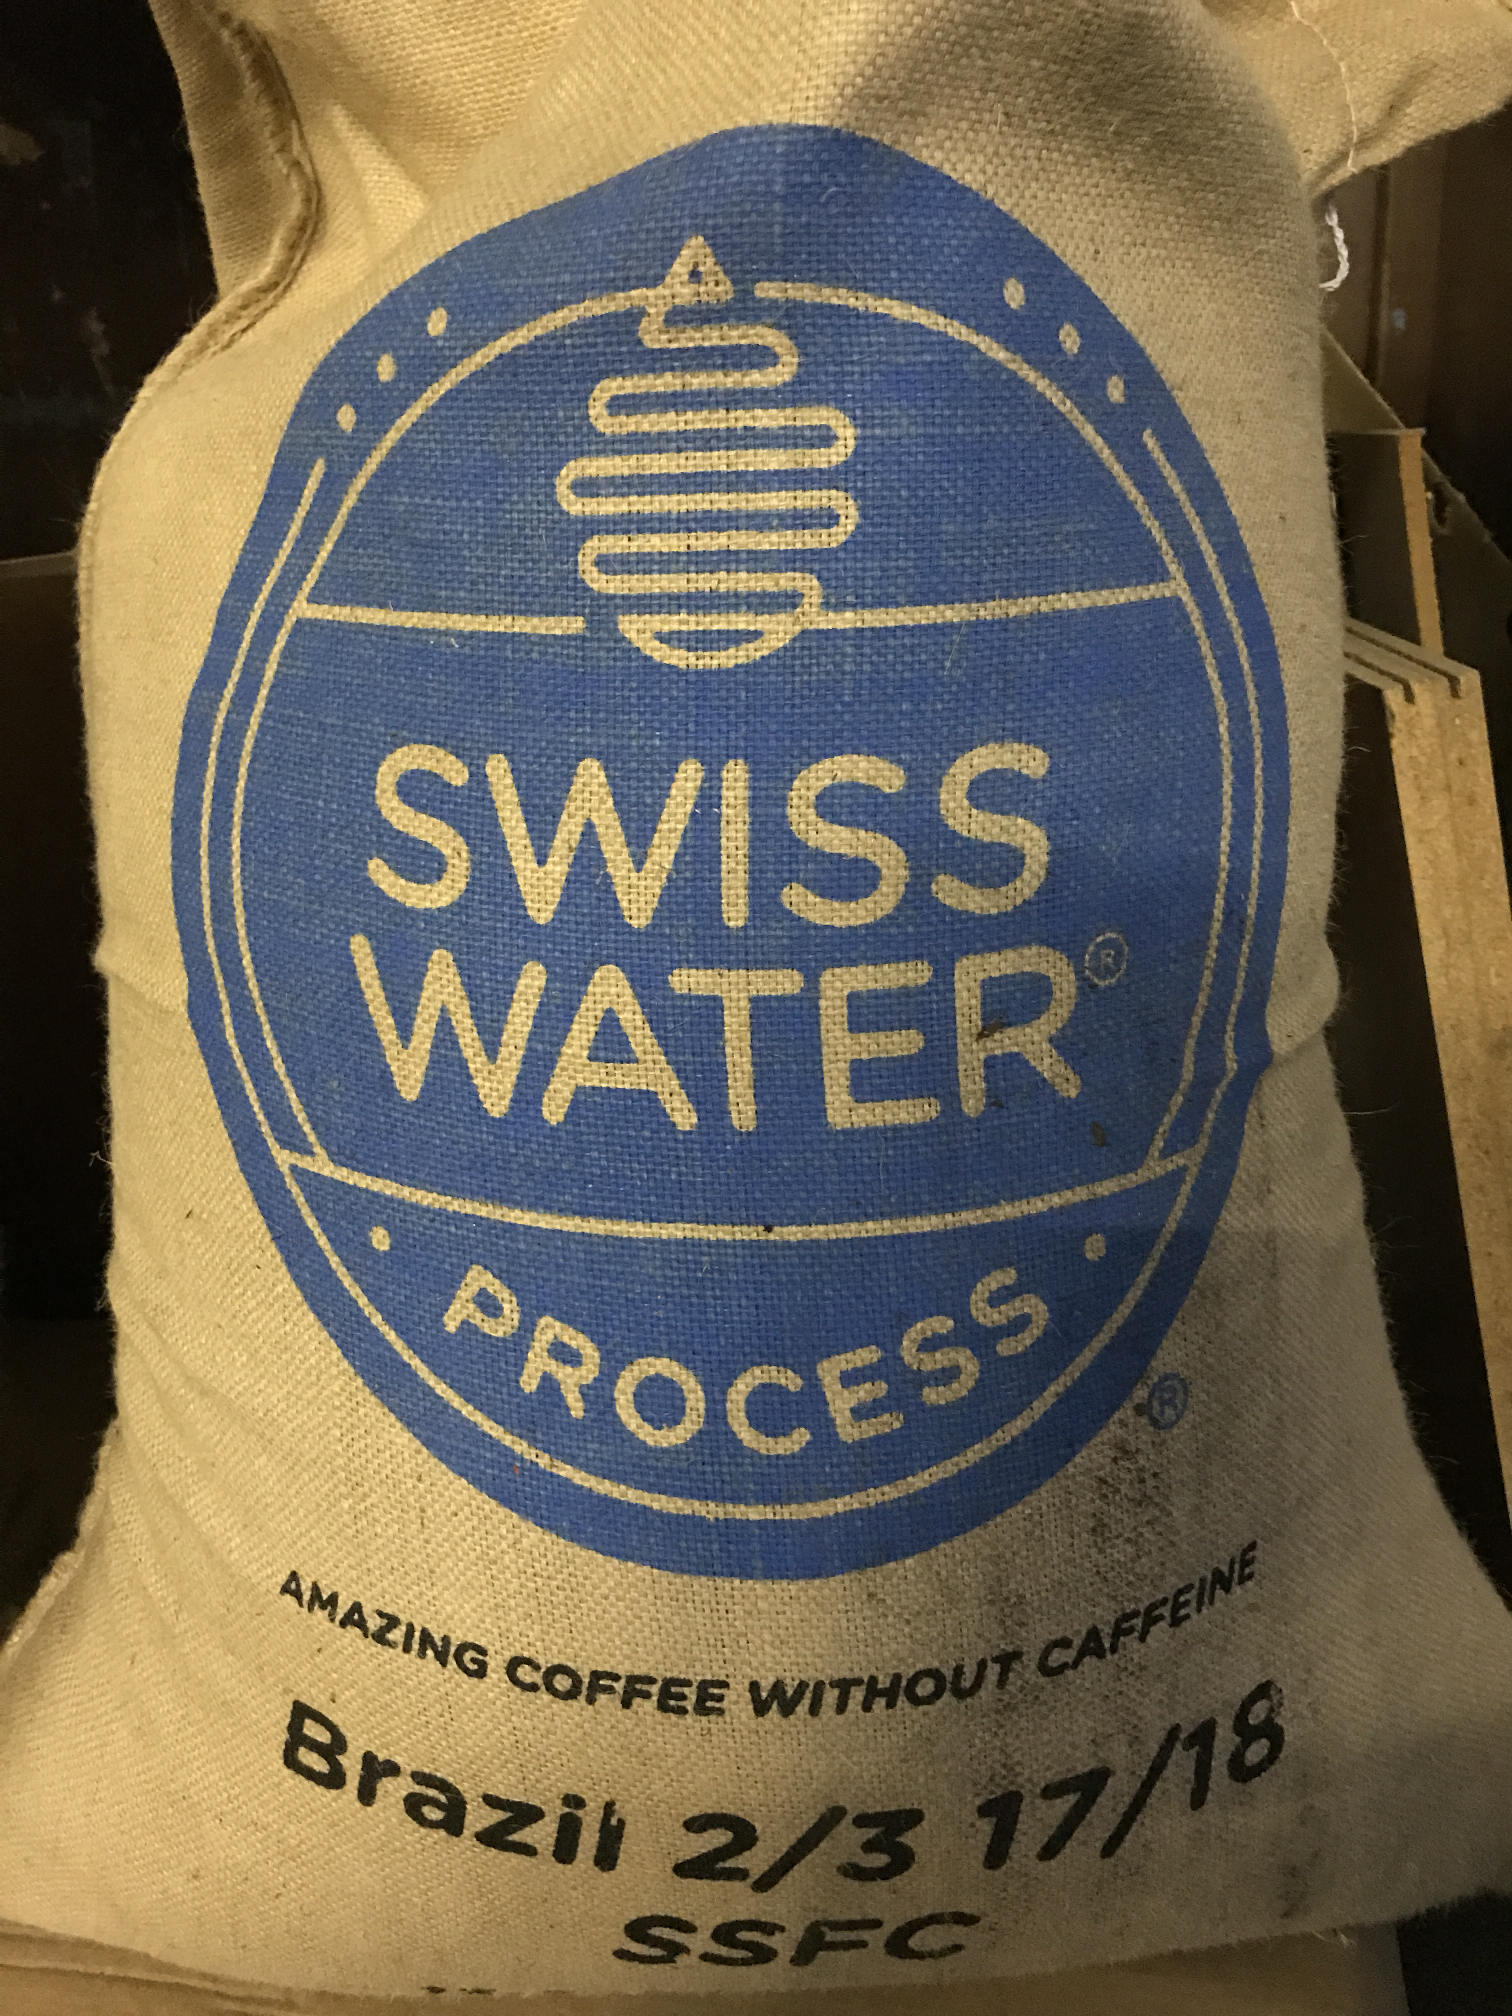 SWISS
WATER®
PROCESS
®
AMAZING COFFEE WITHOUT CAFFEINE
Brazil 2/3 17/18
SSFC